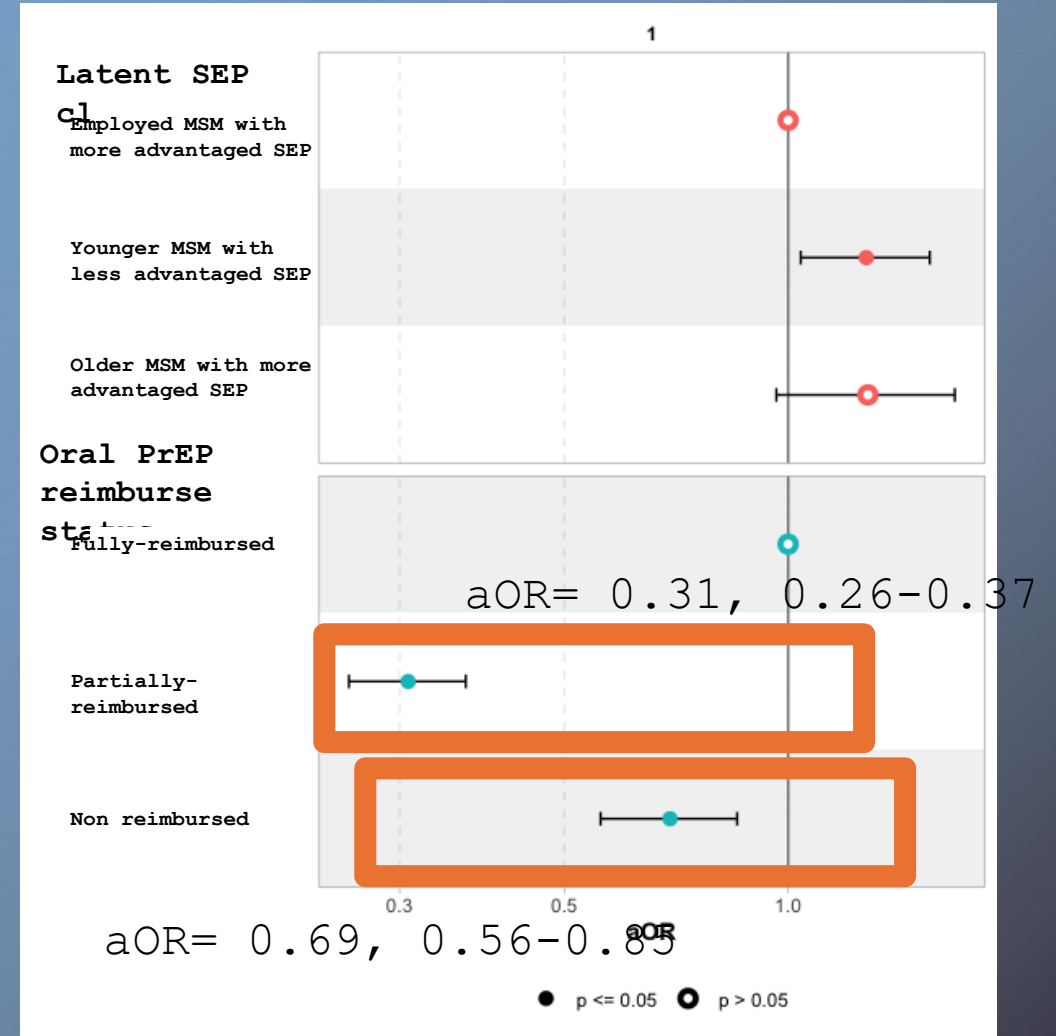 1
Latent SEP
cl
Employed MSM with
more advantaged SEP
Younger MSM with
less advantaged SEP
Older MSM with more
advantaged SEP
Oral PrEP
reimburse
Fully-reimbursed
aOR= 0.31, 0.26-0.37
Partially-
reimbursed
Non reimbursed
0.3 0.5 1.0
aOR
aOR= 0.69, 0.56-0.85
p <= 0.05 p > 0.05